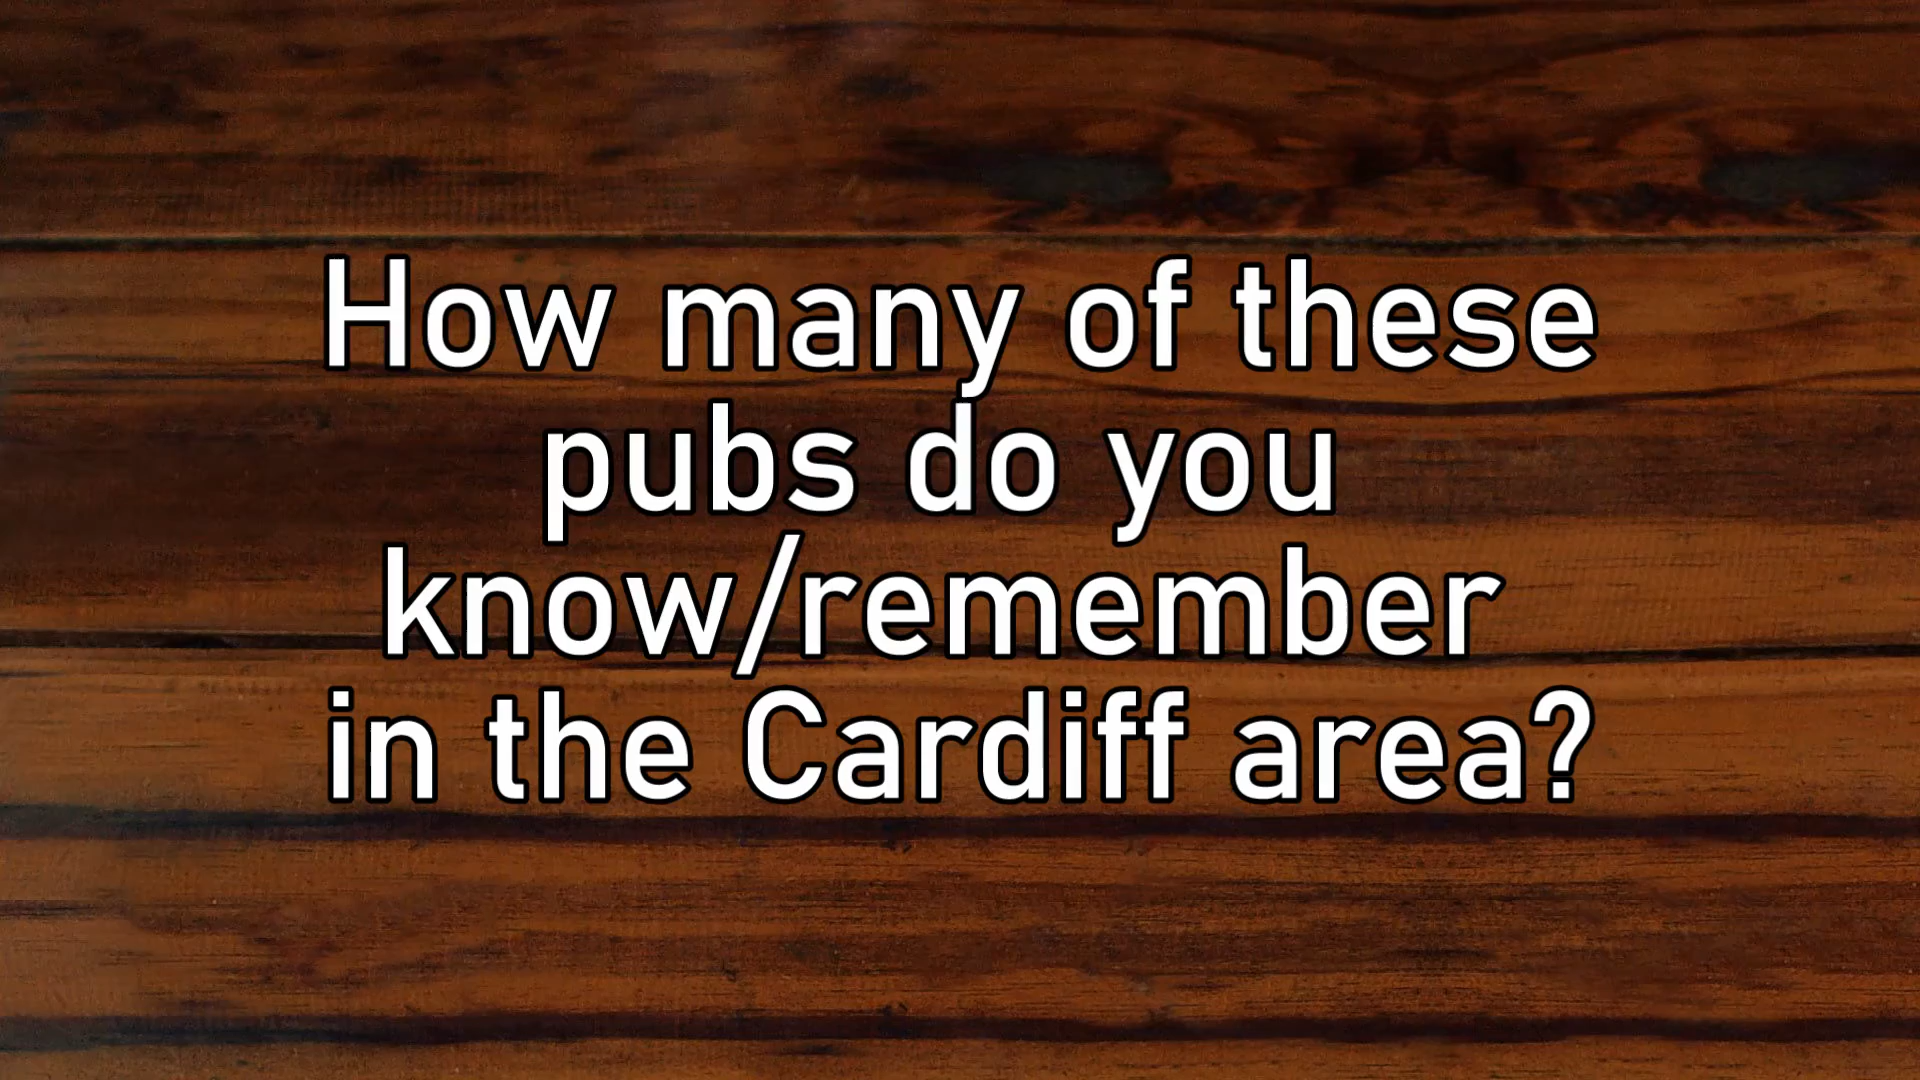 How many of these
pubs do you
know/remember
in the Cardiff area?